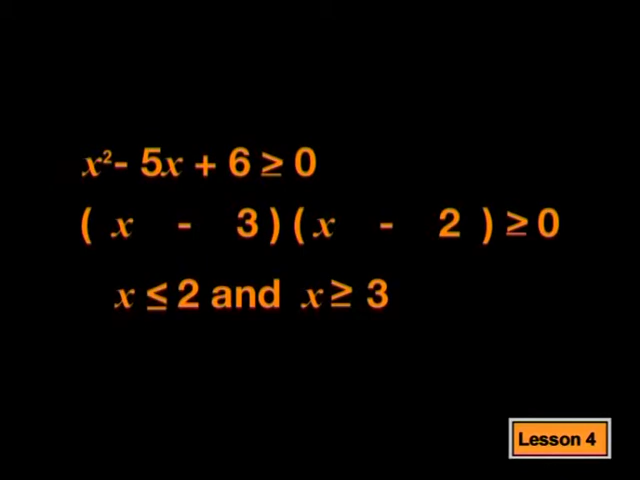 x²- 5x + 6 ≥ 0
( x - 3 ) ( x - 2 ) ≥ 0
x ≤ 2 and x ≥ 3
Lesson 4